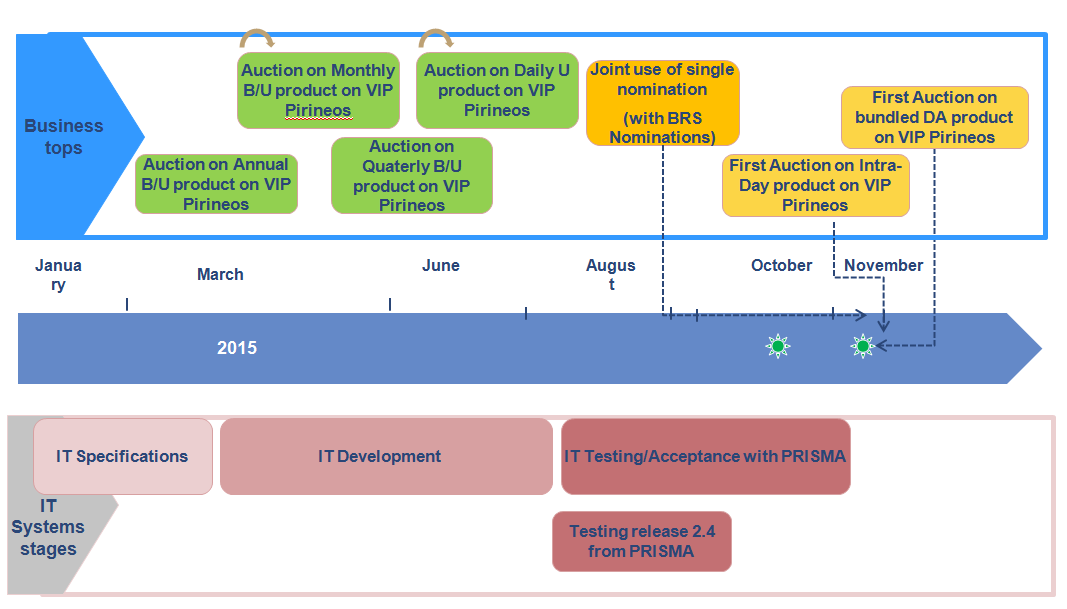 Business
tops
Auction on Monthly
B/U product on VIP
Pirineos
Auction on Daily U
product on VIP
Pirineos
Joint use of single
nomination
(with BRS
Nominations)
First Auction on
bundled DA product
on VIP Pirineos
Auction on Annual
B/U product on VIP
Pirineos
Auction on
Quaterly B/U
product on VIP
Pirineos
First Auction on Intra-
Day product on VIP
Pirineos
Janua
ry
March
June
Augus
t
October
November
2015
IT Specifications
IT Development
IT Testing/Acceptance with PRISMA
IT
Systems
stages
Testing release 2.4
from PRISMA